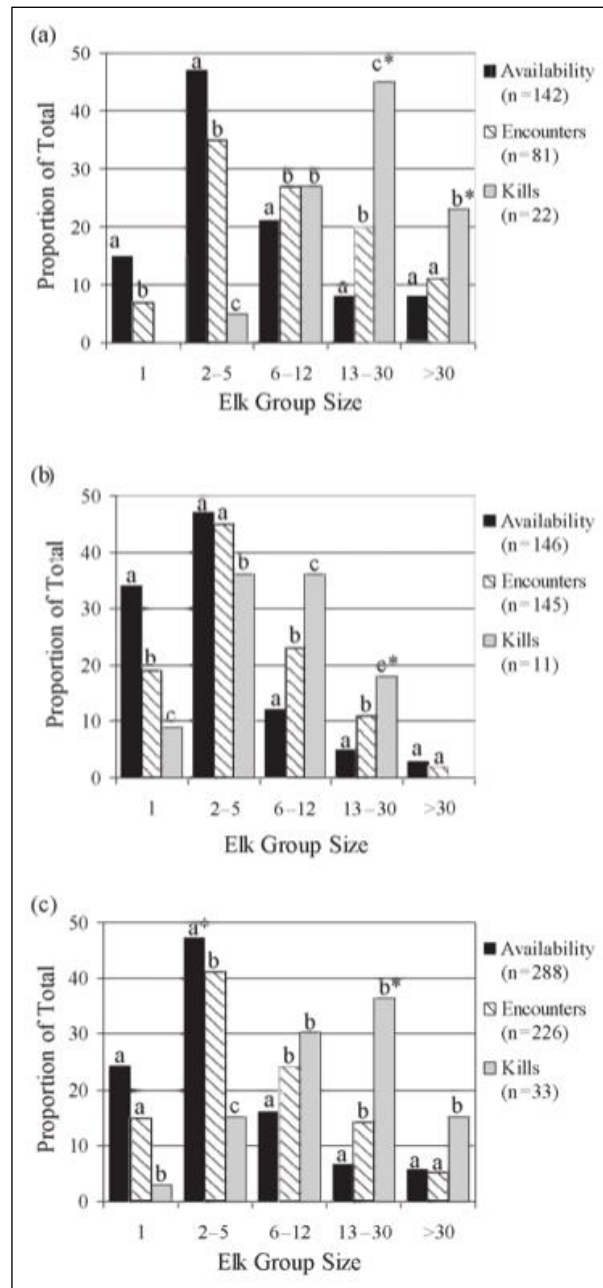 (a)
50
40
30
20
10
0
Proportion of Total
a
b
a
b
c
a
b
b
a
b
c*
a
a
b*
1
2–5
6–12
13–30
>30
Elk Group Size
Availability
(n=142)
Encounters
(n=81)
Kills
(n=22)
(b)
50
40
30
20
10
0
Proportion of Total
a
b
c
a
a
b
a
b
c
a
b
c*
a
a
1
2–5
6–12
13–30
>30
Elk Group Size
Availability
(n=146)
Encounters
(n=145)
Kills
(n=11)
(c)
50
40
30
20
10
0
Proportion of Total
a
a
b
a*
b
c
a
b
b
a
b
b*
a
a
b
1
2–5
6–12
13–30
>30
Elk Group Size
Availability
(n=288)
Encounters
(n=226)
Kills
(n=33)